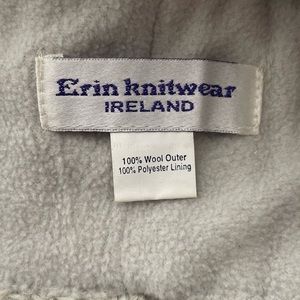 Erin knitwear
IRELAND
100% Wool Outer
100% Polyester Lining